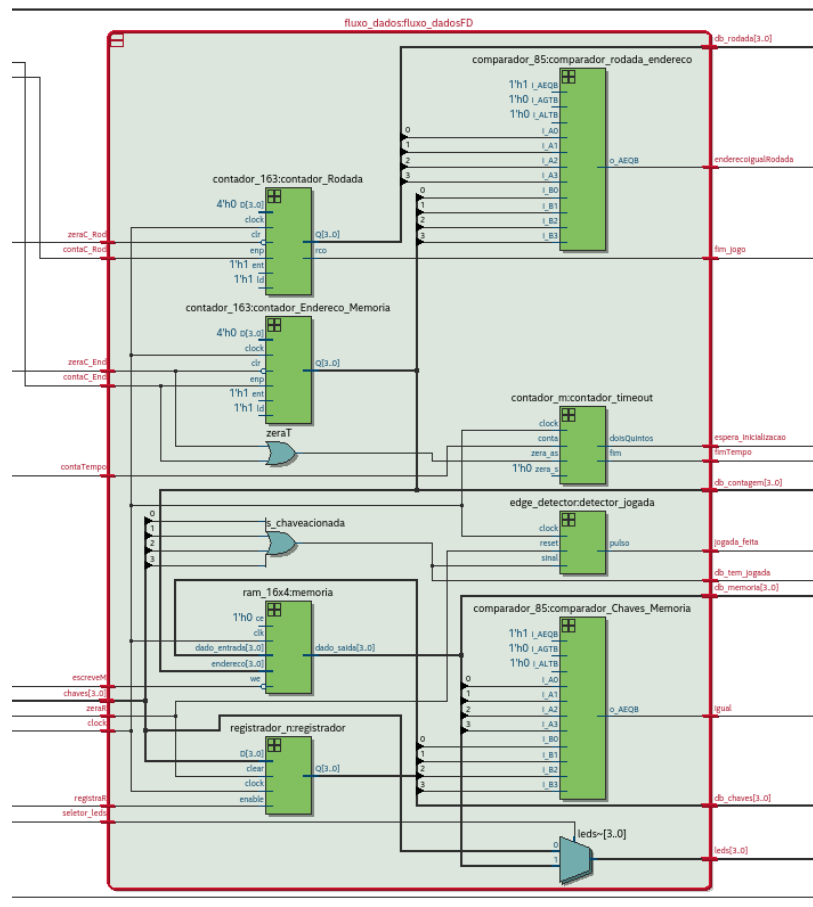 fluxo_dados:fluxo_dadosFD
db_rodada[3..0]
comparador_85:comparador_rodada_endereco
1'h1 I_AEQB
1'h0 I_AGTB
1'h0 I_ALTB
0 I_A0
1 I_A1
2 I_A2 o_AEQB enderecoIgualRodada
3 I_A3
0 I_B0
1 I_B1
2 I_B2
3 I_B3
contador_163:contador_Rodada
4'h0 D[3..0]
clock
zeraC_Rod clr Q[3..0]
contaC_Rod enp rco fim_jogo
1'h1 ent
1'h1 ld
contador_163:contador_Endereco_Memoria
4'h0 D[3..0]
clock
zeraC_End clr Q[3..0]
contaC_End enp
1'h1 ent
1'h1 ld
zeraT
contador_m:contador_timeout
clock
conta doisQuintos espera_inicializacao
zera_as fim fimTempo
1'h0 zera_s
contaTempo
db_contagem[3..0]
edge_detector:detector_jogada
clock
reset pulso jogada_feita
sinal
db_tem_jogada
db_memoria[3..0]
s_chaveacionada
0
1
2
3
ram_16x4:memoria
1'h0 ce
clk
dado_entrada[3..0] dado_saida[3..0]
endereco[3..0]
we
comparador_85:comparador_Chaves_Memoria
1'h1 I_AEQB
1'h0 I_AGTB
1'h0 I_ALTB
0 I_A0
1 I_A1
2 I_A2 o_AEQB igual
3 I_A3
0 I_B0
1 I_B1
2 I_B2
3 I_B3
escreveM
chaves[3..0]
zeraR
clock
registrador_n:registrador
D[3..0]
clear Q[3..0]
clock
registraR enable
db_chaves[3..0]
seletor_leds
leds~[3..0]
0
1
leds[3..0]